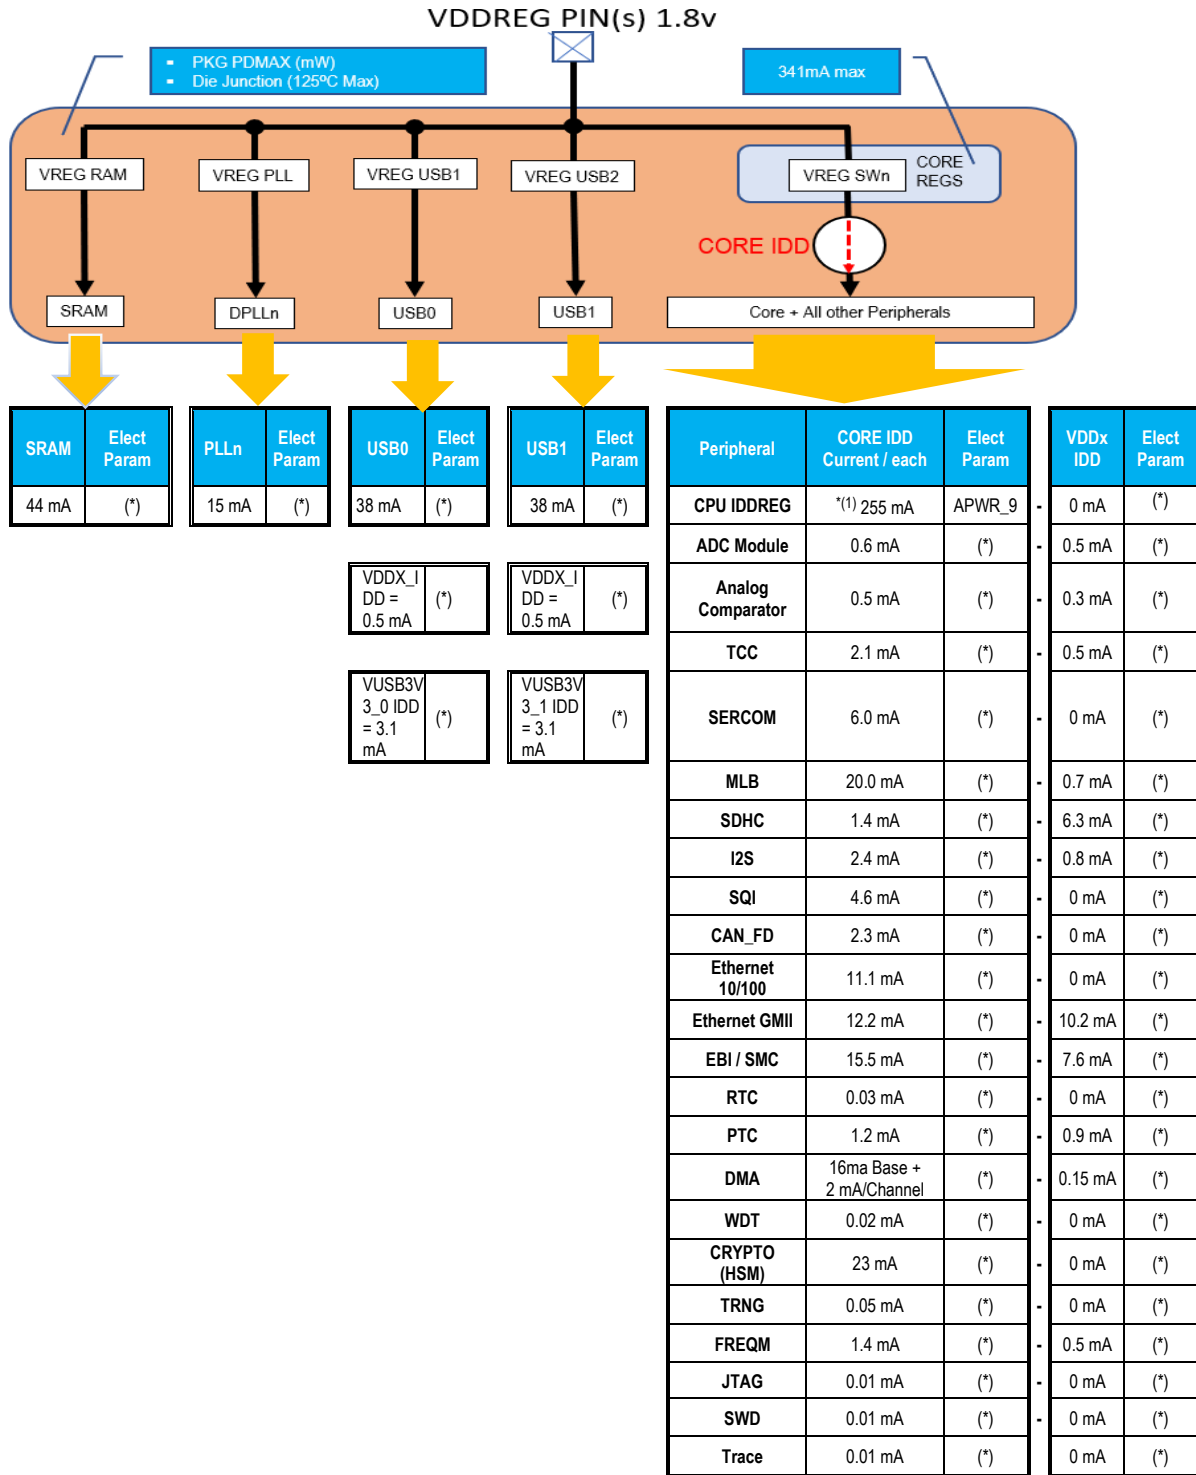 VDDREG PIN(s) 1.8v
- PKG PDMAX (mW)
- Die Junction (125ºC Max)
341mA max
VREG RAM
VREG PLL
VREG USB1
VREG USB2
VREG SWn
CORE
REGS
CORE IDD
SRAM
DPLLn
USB0
USB1
Core + All other Peripherals
SRAM Elect Param
44 mA (*)
PLLn Elect Param
15 mA (*)
USB0 Elect Param
38 mA (*)
VDDX_I
DD = (*)
0.5 mA
VUSB3V
3_0 IDD (*)
= 3.1
mA
USB1 Elect Param
38 mA (*)
VDDX_I
DD = (*)
0.5 mA
VUSB3V
3_1 IDD (*)
= 3.1
mA
Peripheral CORE IDD Current / each Elect Param VDDx IDD Elect Param
CPU IDDREG *(1) 255 mA APWR_9 - 0 mA (*)
ADC Module 0.6 mA (*) - 0.5 mA (*)
Analog
Comparator 0.5 mA (*) - 0.3 mA (*)
TCC 2.1 mA (*) - 0.5 mA (*)
SERCOM 6.0 mA (*) - 0 mA (*)
MLB 20.0 mA (*) - 0.7 mA (*)
SDHC 1.4 mA (*) - 6.3 mA (*)
I2S 2.4 mA (*) - 0.8 mA (*)
SQI 4.6 mA (*) - 0 mA (*)
CAN_FD 2.3 mA (*) - 0 mA (*)
Ethernet
10/100 11.1 mA (*) - 0 mA (*)
Ethernet GMII 12.2 mA (*) - 10.2 mA (*)
EBI / SMC 15.5 mA (*) - 7.6 mA (*)
RTC 0.03 mA (*) - 0 mA (*)
PTC 1.2 mA (*) - 0.9 mA (*)
DMA 16ma Base +
2 mA/Channel (*) - 0.15 mA (*)
WDT 0.02 mA (*) - 0 mA (*)
CRYPTO
(HSM) 23 mA (*) - 0 mA (*)
TRNG 0.05 mA (*) - 0 mA (*)
FREQM 1.4 mA (*) - 0.5 mA (*)
JTAG 0.01 mA (*) - 0 mA (*)
SWD 0.01 mA (*) - 0 mA (*)
Trace 0.01 mA (*) 0 mA (*)